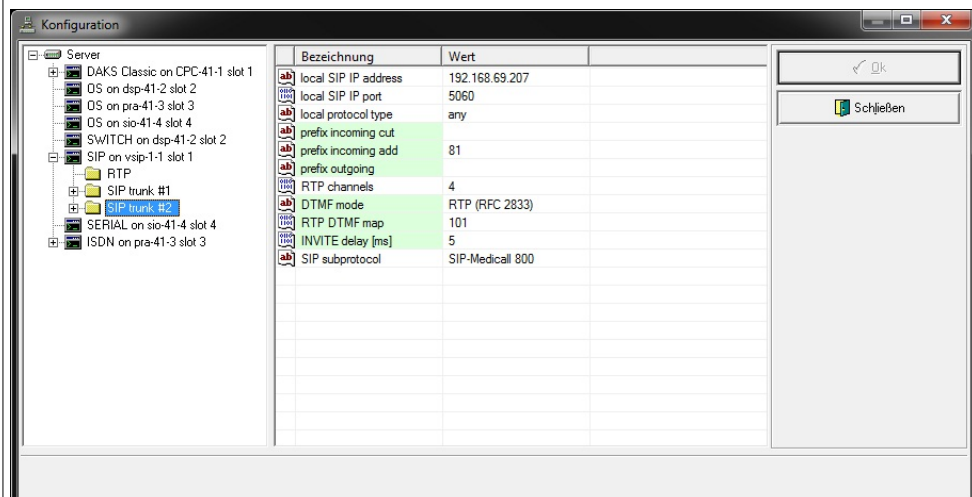 Konfiguration
Server
DAKS Classic on CPC-41-1 slot 1
OS on dsp-41-2 slot 2
OS on pra-41-3 slot 3
OS on sio-41-4 slot 4
SWITCH on dsp-41-2 slot 2
SIP on vsip-1-1 slot 1
RTP
SIP trunk #1
SIP trunk #2
SERIAL on sio-41-4 slot 4
ISDN on pra-41-3 slot 3
Bezeichnung Wert
local SIP IP address 192.168.69.207
local SIP IP port 5060
local protocol type any
prefix incoming cut
prefix incoming add 81
prefix outgoing
RTP channels 4
DTMF mode RTP (RFC 2833)
RTP DTMF map 101
INVITE delay [ms] 5
SIP subprotocol SIP-Medicall 800
Ok
Schließen